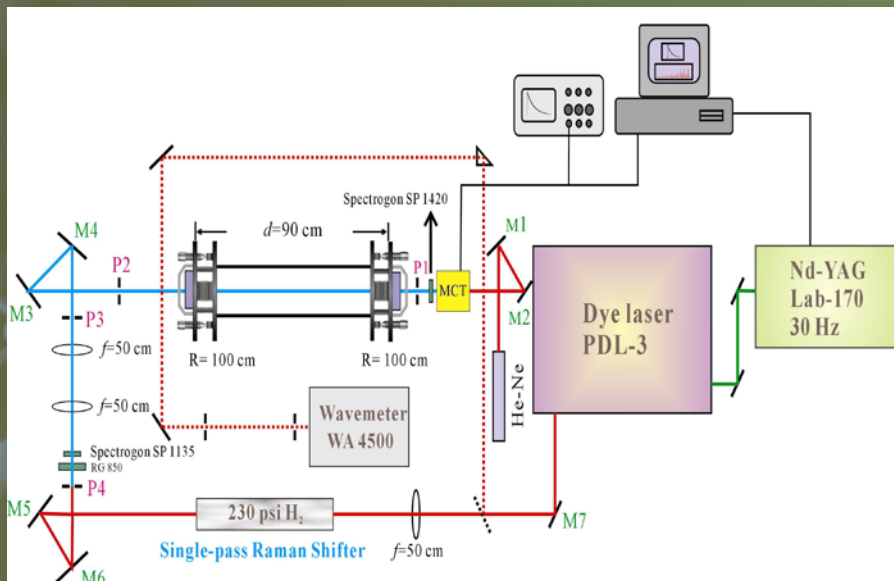 Spectrogon SP 1420
d=90 cm
M1
M4
P2
P1
MCT
M2
M3
P3
f=50 cm
R= 100 cm
R= 100 cm
Dye laser
PDL-3
Nd-YAG
Lab-170
30 Hz
He-Ne
f=50 cm
Wavemeter
WA 4500
Spectrogon SP 1135
RG 850
P4
M5
230 psi H₂
M7
Single-pass Raman Shifter
f=50 cm
M6